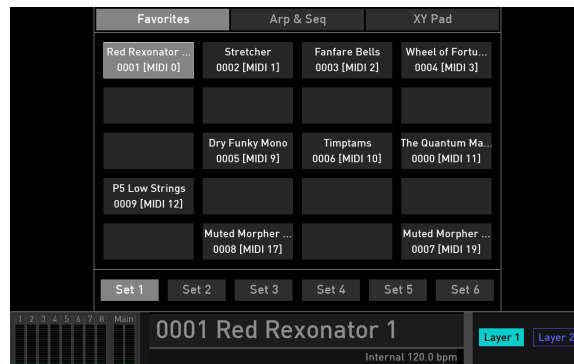 Favorites Arp & Seq XY Pad
Red Rexonator ... Stretcher Fanfare Bells Wheel of Fortu...
0001 [MIDI 0] 0002 [MIDI 1] 0003 [MIDI 2] 0004 [MIDI 3]
Dry Funky Mono Timptams The Quantum Ma...
0005 [MIDI 9] 0006 [MIDI 10] 0000 [MIDI 11]
P5 Low Strings
0009 [MIDI 12]
Muted Morpher ... Muted Morpher ...
0008 [MIDI 17] 0007 [MIDI 19]
Set 1 Set 2 Set 3 Set 4 Set 5 Set 6
1 2 3 4 5 6 7 8 Main
0001 Red Rexonator 1
Layer 1 Layer 2
Internal 120.0 bpm